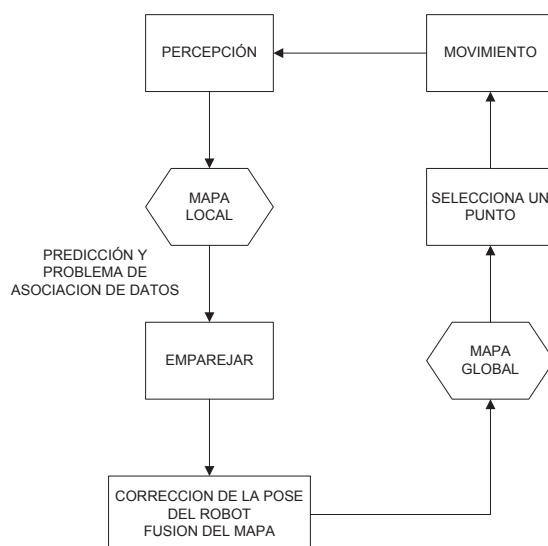 PERCEPCIÓN
MOVIMIENTO
MAPA
LOCAL
SELECCIONA UN
PUNTO
PREDICCIÓN Y
PROBLEMA DE
ASOCIACION DE DATOS
EMPAREJAR
MAPA
GLOBAL
CORRECCION DE LA POSE
DEL ROBOT
FUSION DEL MAPA